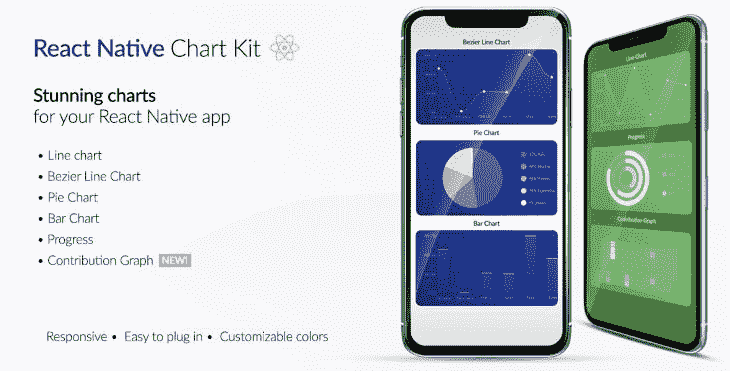 React Native Chart Kit
Stunning charts
for your React Native app
• Line chart
• Bezier Line Chart
• Pie Chart
• Bar Chart
• Progress
• Contribution Graph NEW!
Responsive • Easy to plug in • Customizable colors
Bezier Line Chart
Pie Chart
Bar Chart
Line Chart
Progress
Contribution Graph